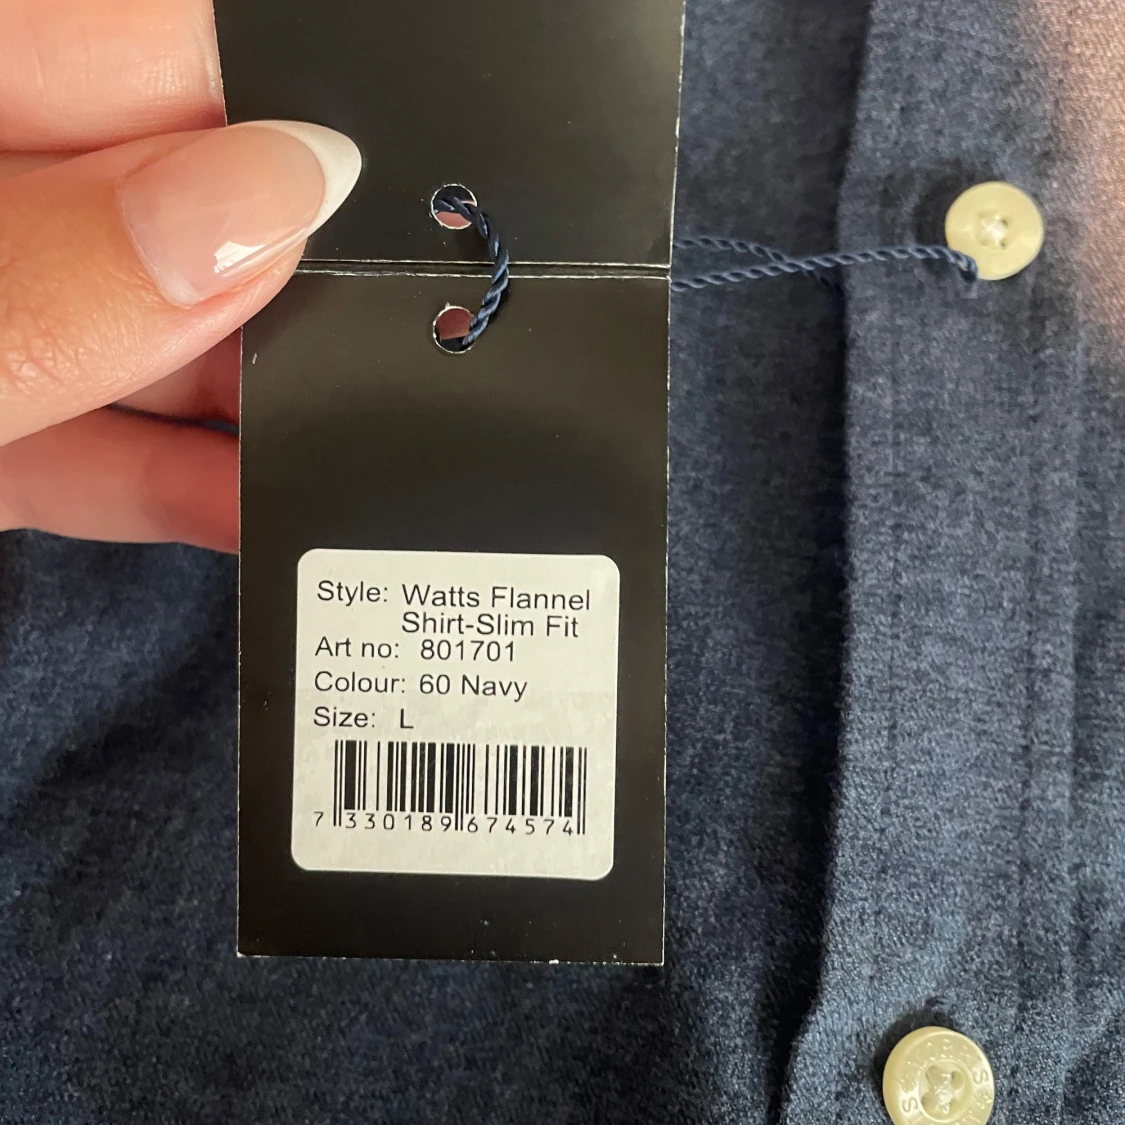 Style: Watts Flannel
Shirt-Slim Fit
Art no: 801701
Colour: 60 Navy
Size: L
7 330189 674574